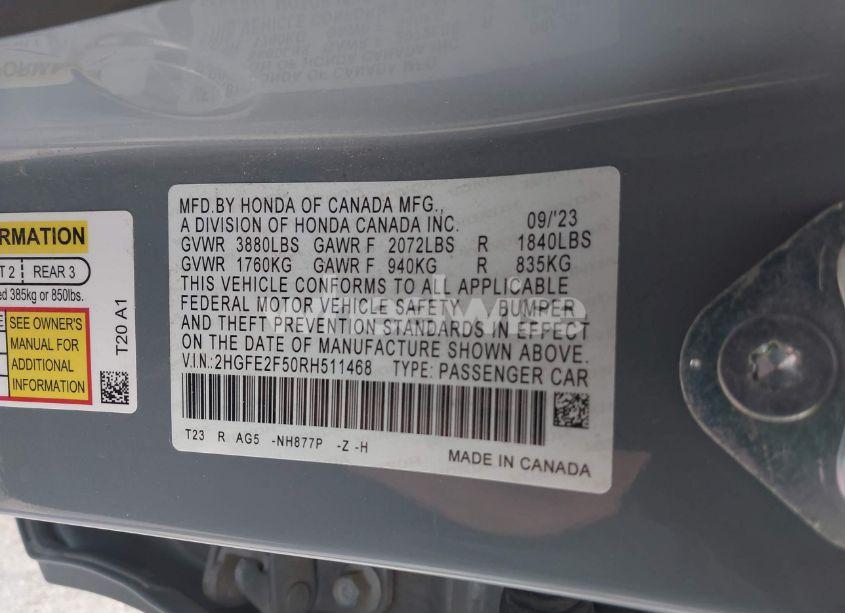 MFD.BY HONDA OF CANADA MFG.,
A DIVISION OF HONDA CANADA INC. 09/'23
GVWR 3880LBS GAWR F 2072LBS R 1840LBS
GVWR 1760KG GAWR F 940KG R 835KG
THIS VEHICLE CONFORMS TO ALL APPLICABLE
FEDERAL MOTOR VEHICLE SAFETY BUMPER
AND THEFT PREVENTION STANDARDS IN EFFECT
ON THE DATE OF MANUFACTURE SHOWN ABOVE.
V.I.N.: 2HGFE2F50RH511468 TYPE: PASSENGER CAR
T23 R AG5 -NH877P -Z -H
MADE IN CANADA
REAR 3
385kg or 850lbs.
SEE OWNER'S
MANUAL FOR
ADDITIONAL
INFORMATION
T20 A1